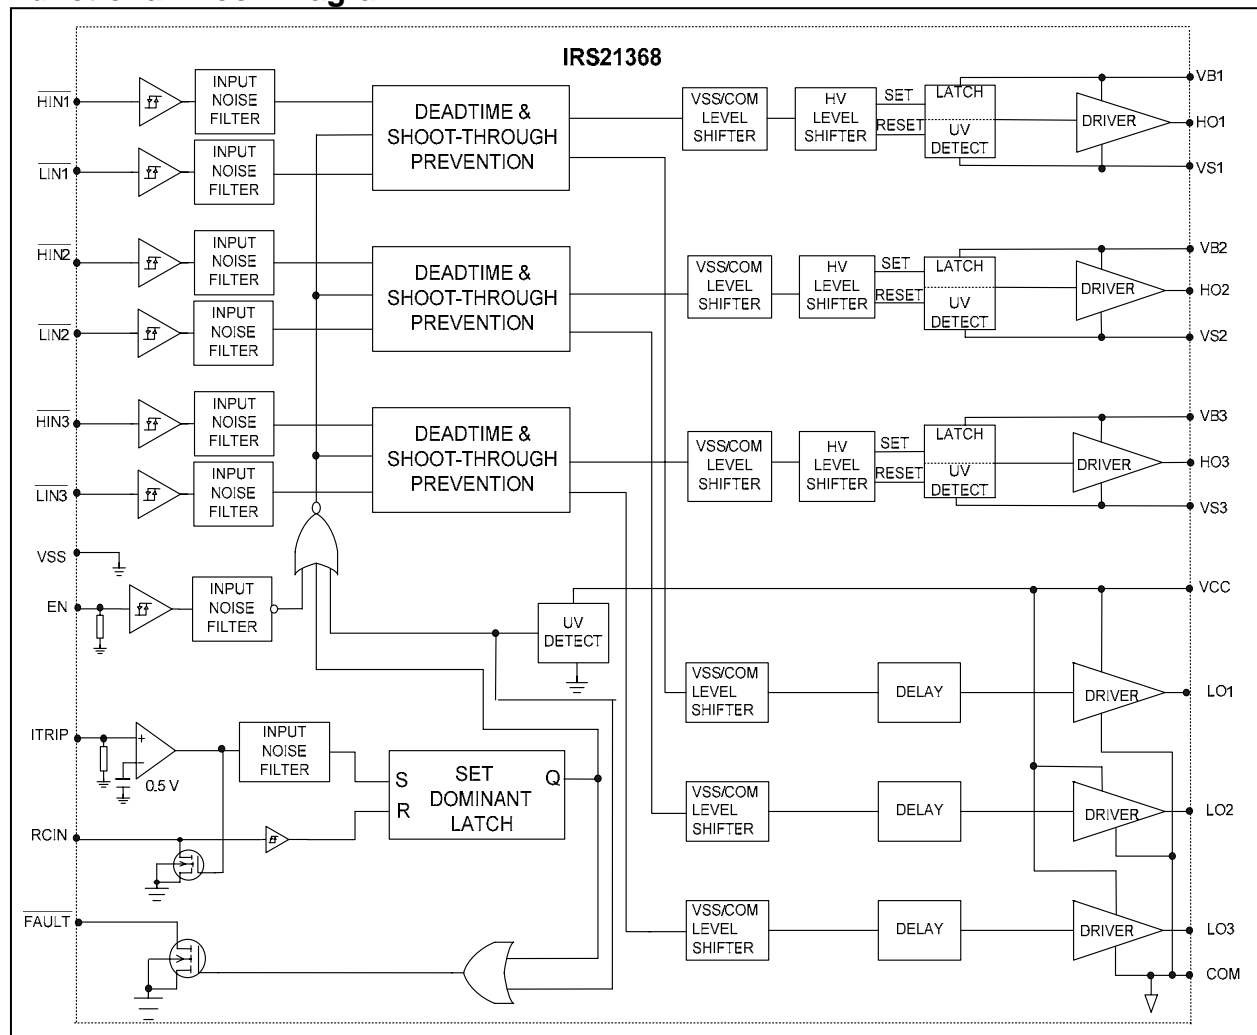 IRS21368
HIN1
INPUT
NOISE
FILTER
DEADTIME &
SHOOT-THROUGH
PREVENTION
VSS/COM
LEVEL
SHIFTER
HV
LEVEL
SHIFTER
SET
RESET
LATCH
UV
DETECT
DRIVER
VB1
HO1
VS1
LIN1
INPUT
NOISE
FILTER
HIN2
INPUT
NOISE
FILTER
DEADTIME &
SHOOT-THROUGH
PREVENTION
VSS/COM
LEVEL
SHIFTER
HV
LEVEL
SHIFTER
SET
RESET
LATCH
UV
DETECT
DRIVER
VB2
HO2
VS2
LIN2
INPUT
NOISE
FILTER
HIN3
INPUT
NOISE
FILTER
DEADTIME &
SHOOT-THROUGH
PREVENTION
VSS/COM
LEVEL
SHIFTER
HV
LEVEL
SHIFTER
SET
RESET
LATCH
UV
DETECT
DRIVER
VB3
HO3
VS3
LIN3
INPUT
NOISE
FILTER
VSS
EN
INPUT
NOISE
FILTER
UV
DETECT
VCC
VSS/COM
LEVEL
SHIFTER
DELAY
DRIVER
LO1
ITRIP
+
0.5 V
INPUT
NOISE
FILTER
S
R
SET
DOMINANT
LATCH
Q
RCIN
VSS/COM
LEVEL
SHIFTER
DELAY
DRIVER
LO2
FAULT
VSS/COM
LEVEL
SHIFTER
DELAY
DRIVER
LO3
COM